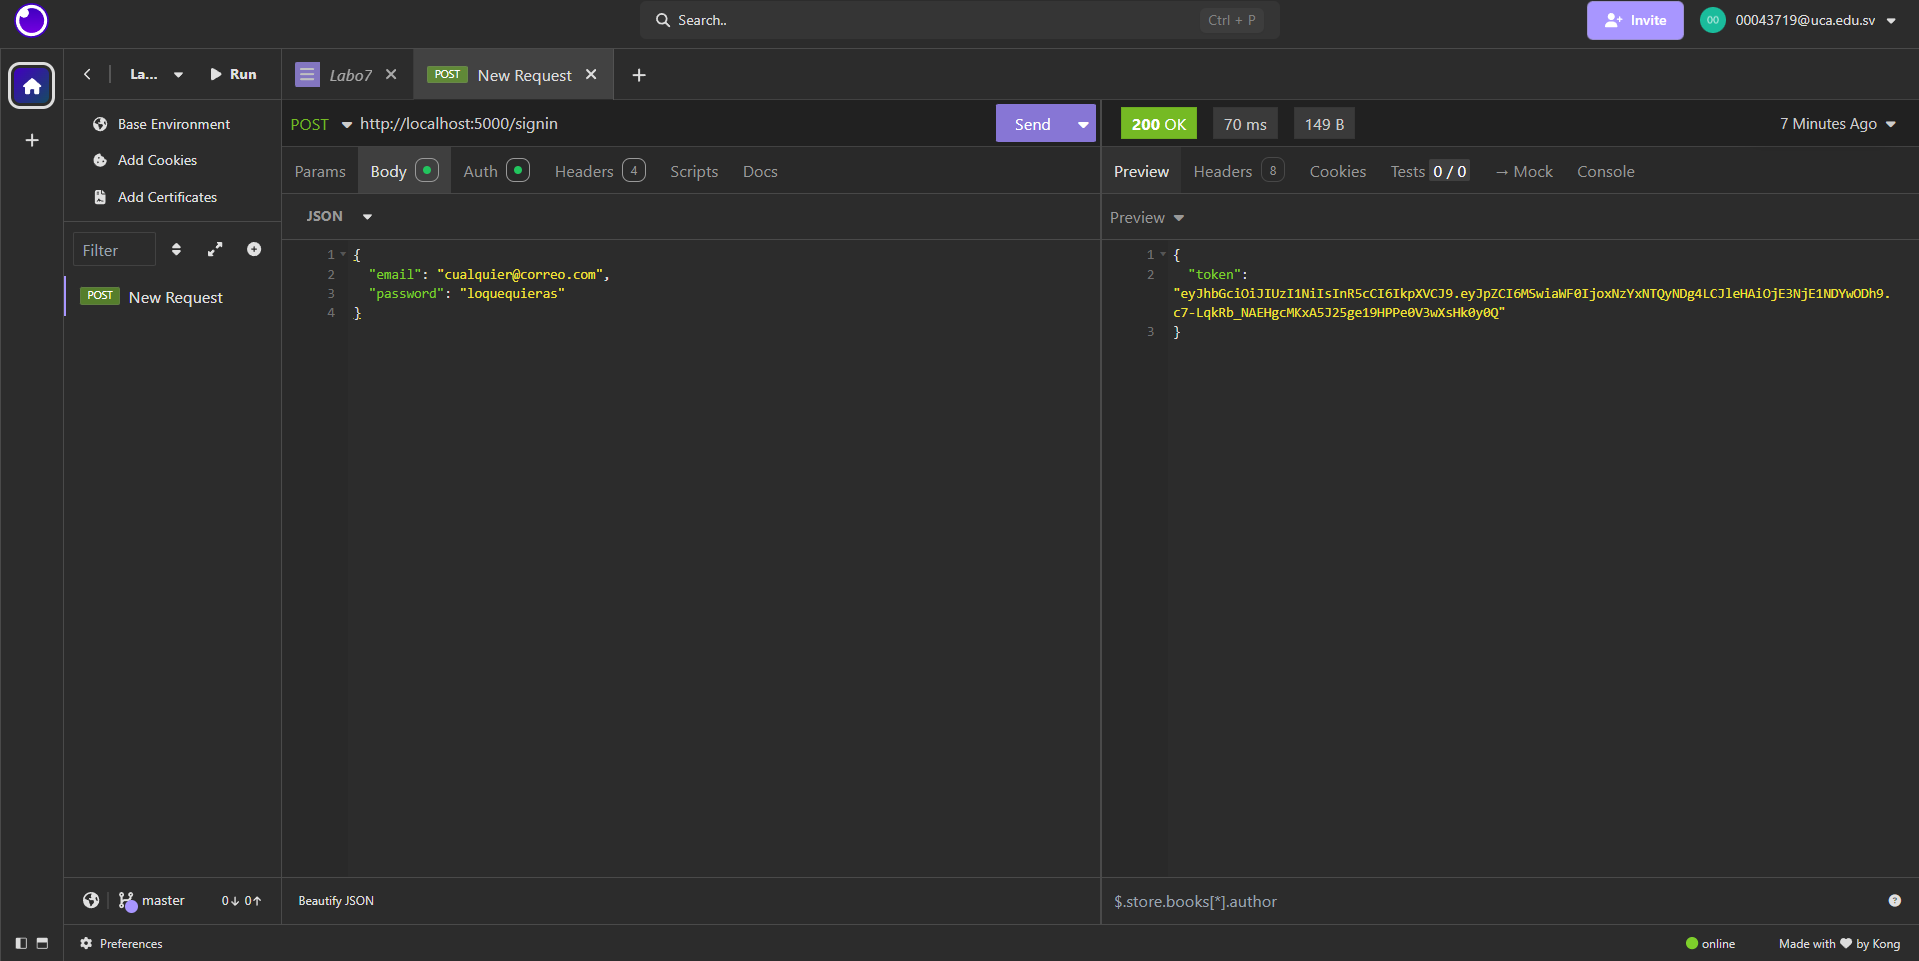 Search..
Ctrl + P
Invite
00
00043719@uca.edu.sv
La...
Run
Labo7
POST New Request
Base Environment
Add Cookies
Add Certificates
Filter
POST New Request
POST http://localhost:5000/signin
Send
Params
Body
Auth
Headers 4
Scripts
Docs
JSON
1 {
2 "email": "cualquier@correo.com",
3 "password": "loquequieras"
4 }
200 OK
70 ms
149 B
7 Minutes Ago
Preview
Headers 8
Cookies
Tests 0 / 0
→ Mock
Console
Preview
1 {
2 "token":
"eyJhbGciOiJIUzI1NiIsInR5cCI6IkpXVCJ9.eyJpZCI6MSwiaWF0IjoxNzYxNTQyNDg4LCJleHAiOjE3NjE1NDYwODh9.
c7-LqkRb_NAEHgcMKxA5J25ge19HPPe0V3wXsHk0y0Q"
3 }
master
0↓ 0↑
Beautify JSON
$.store.books[*].author
Preferences
online
Made with ❤ by Kong